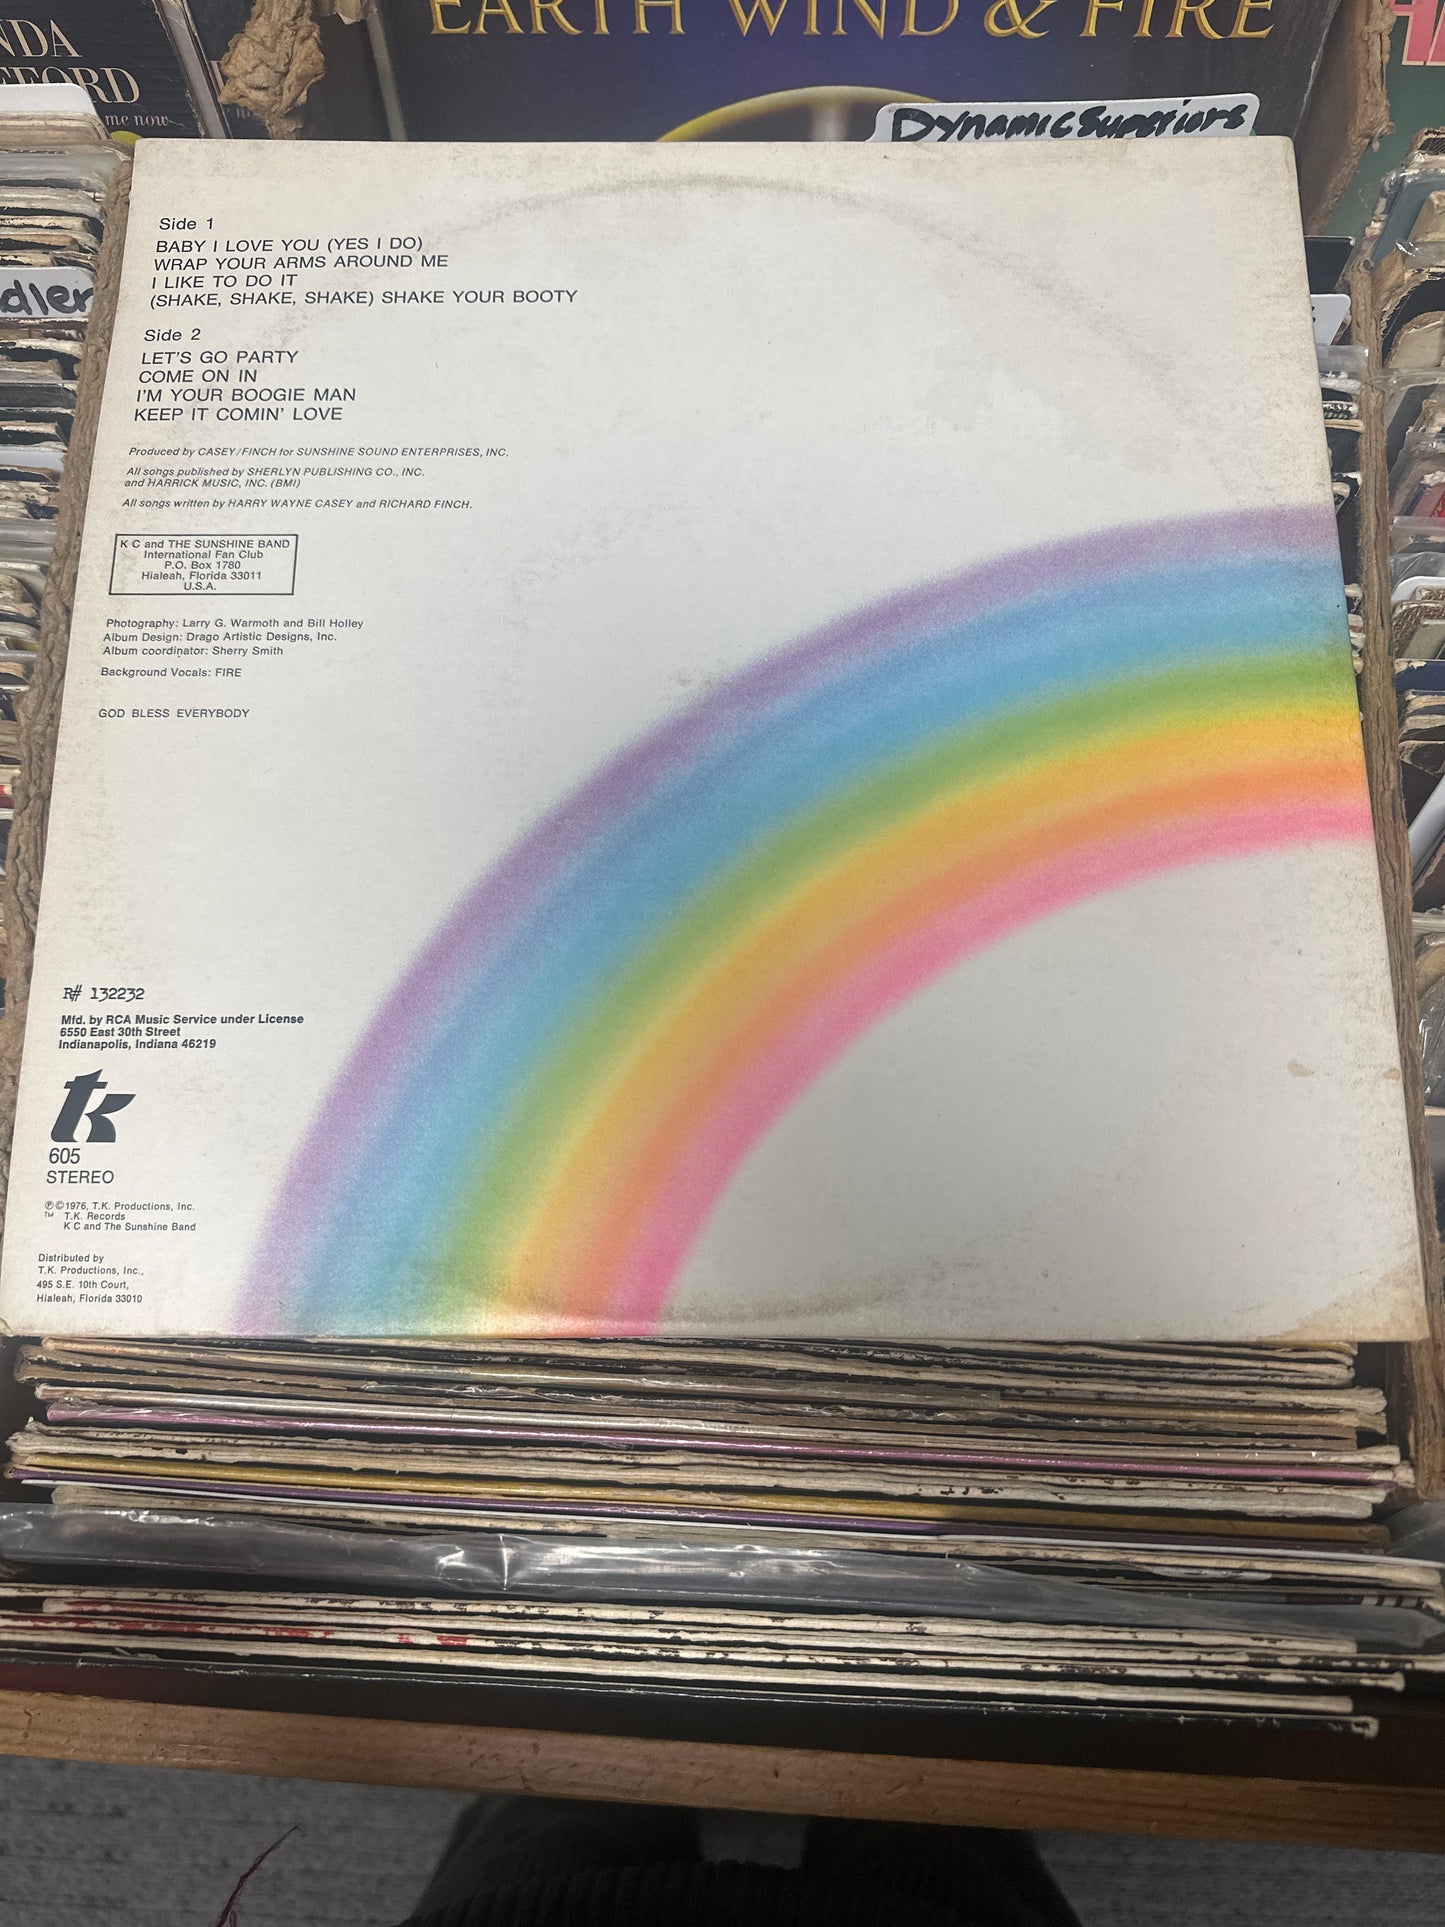 NDA
FORD
me now
EARTH WIND & FIRE
Dynamic Superiors
dler
Side 1
BABY I LOVE YOU (YES I DO)
WRAP YOUR ARMS AROUND ME
I LIKE TO DO IT
(SHAKE, SHAKE, SHAKE) SHAKE YOUR BOOTY
Side 2
LET'S GO PARTY
COME ON IN
I'M YOUR BOOGIE MAN
KEEP IT COMIN' LOVE
Produced by CASEY/FINCH for SUNSHINE SOUND ENTERPRISES, INC.
All songs published by SHERLYN PUBLISHING CO., INC.
and HARRICK MUSIC, INC. (BMI)
All songs written by HARRY WAYNE CASEY and RICHARD FINCH.
K C and THE SUNSHINE BAND
International Fan Club
P.O. Box 1780
Hialeah, Florida 33011
U.S.A.
Photography: Larry G. Warmoth and Bill Holley
Album Design: Drago Artistic Designs, Inc.
Album coordinator: Sherry Smith
Background Vocals: FIRE
GOD BLESS EVERYBODY
R# 132232
Mfd. by RCA Music Service under License
6550 East 30th Street
Indianapolis, Indiana 46219
tk
605
STEREO
℗©1976, T.K. Productions, Inc.
TM T.K. Records
K C and The Sunshine Band
Distributed by
T.K. Productions, Inc.,
495 S.E. 10th Court,
Hialeah, Florida 33010